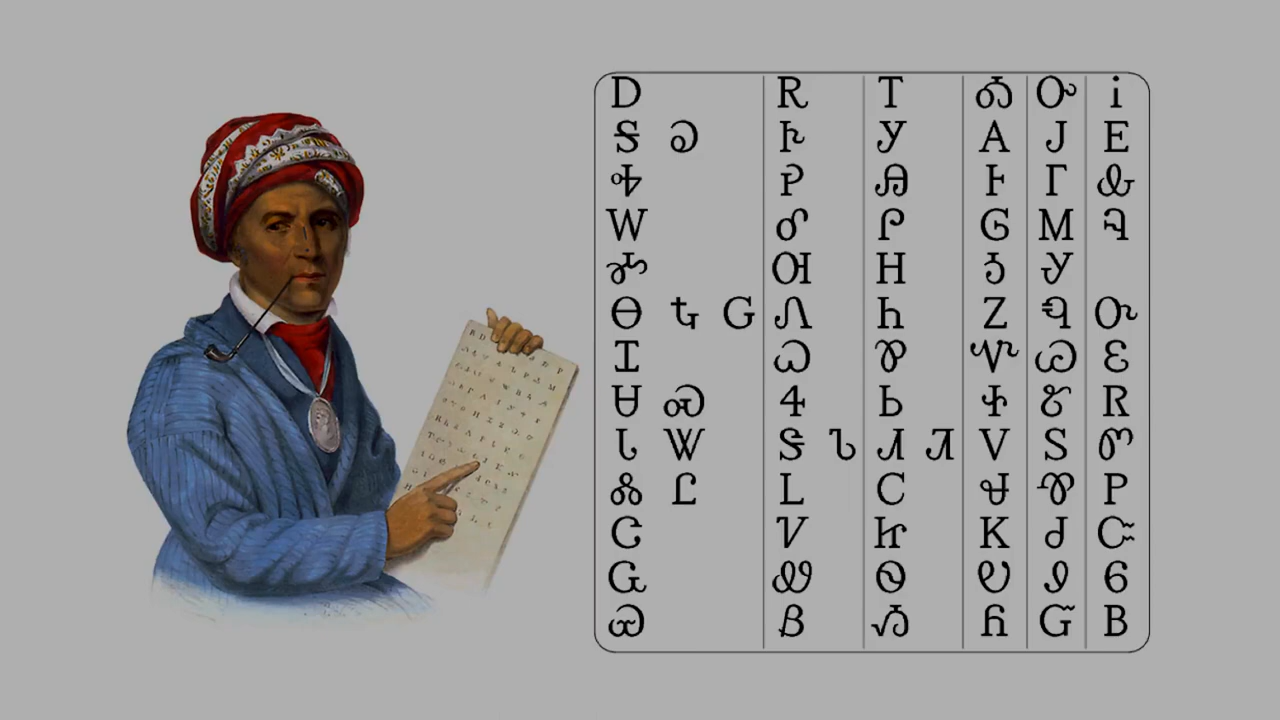 Ꭰ Ꭱ Ꭲ Ꭳ Ꭴ Ꭵ
Ꭶ Ꭷ Ꭸ Ꭹ Ꭺ Ꭻ Ꭼ
Ꭽ Ꭾ Ꭿ Ꮀ Ꮁ Ꮂ
Ꮃ Ꮄ Ꮅ Ꮆ Ꮇ Ꮈ
Ꮉ Ꮊ Ꮋ Ꮌ Ꮍ
Ꮎ Ꮏ Ꮐ Ꮑ Ꮒ Ꮓ Ꮔ Ꮕ
Ꮖ Ꮗ Ꮘ Ꮙ Ꮚ Ꮛ
Ꮜ Ꮝ Ꮞ Ꮟ Ꮠ Ꮡ Ꮢ
Ꮣ Ꮤ Ꮥ Ꮦ Ꮧ Ꮨ Ꮩ Ꮪ Ꮫ
Ꮬ Ꮭ Ꮮ Ꮯ Ꮰ Ꮱ Ꮲ
Ꮳ Ꮴ Ꮵ Ꮶ Ꮷ Ꮸ
Ꮹ Ꮺ Ꮻ Ꮼ Ꮽ Ꮾ
Ꮿ Ᏸ Ᏹ Ᏺ Ᏻ Ᏼ